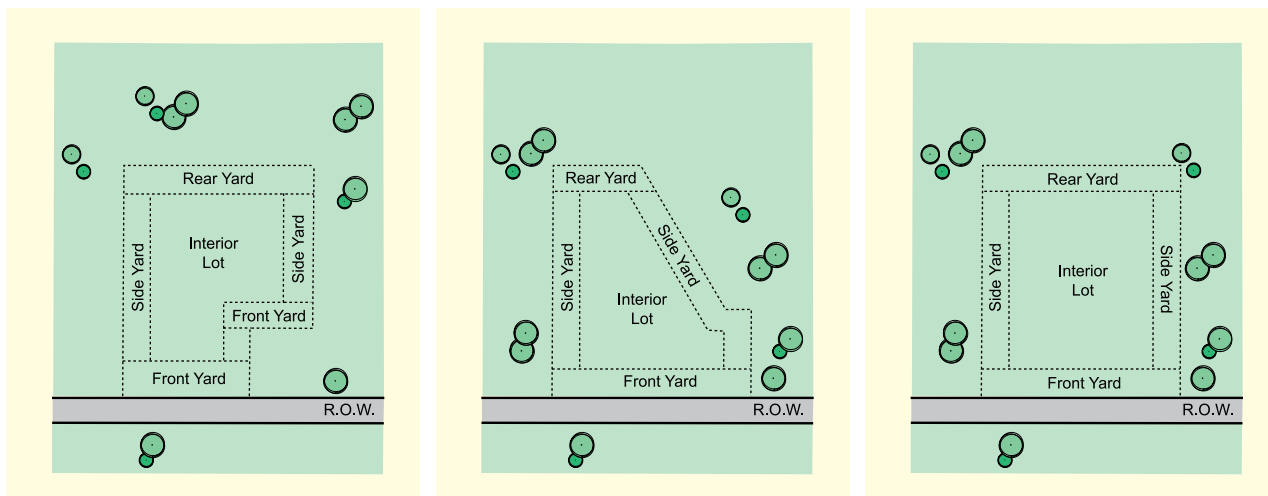 Rear Yard
Side Yard
Interior
Lot
Side Yard
Front Yard
Front Yard
R.O.W.
Rear Yard
Side Yard
Side Yard
Interior
Lot
Front Yard
R.O.W.
Rear Yard
Side Yard
Interior
Lot
Side Yard
Front Yard
R.O.W.